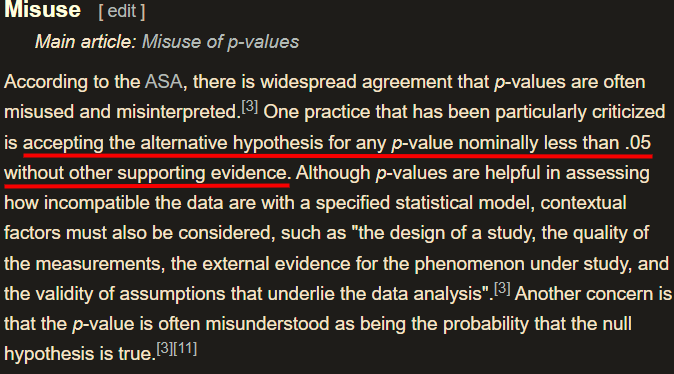 Misuse [ edit ]
Main article: Misuse of p-values
According to the ASA, there is widespread agreement that p-values are often
misused and misinterpreted.[3] One practice that has been particularly criticized
is accepting the alternative hypothesis for any p-value nominally less than .05
without other supporting evidence. Although p-values are helpful in assessing
how incompatible the data are with a specified statistical model, contextual
factors must also be considered, such as "the design of a study, the quality of
the measurements, the external evidence for the phenomenon under study, and
the validity of assumptions that underlie the data analysis".[3] Another concern is
that the p-value is often misunderstood as being the probability that the null
hypothesis is true.[3][11]